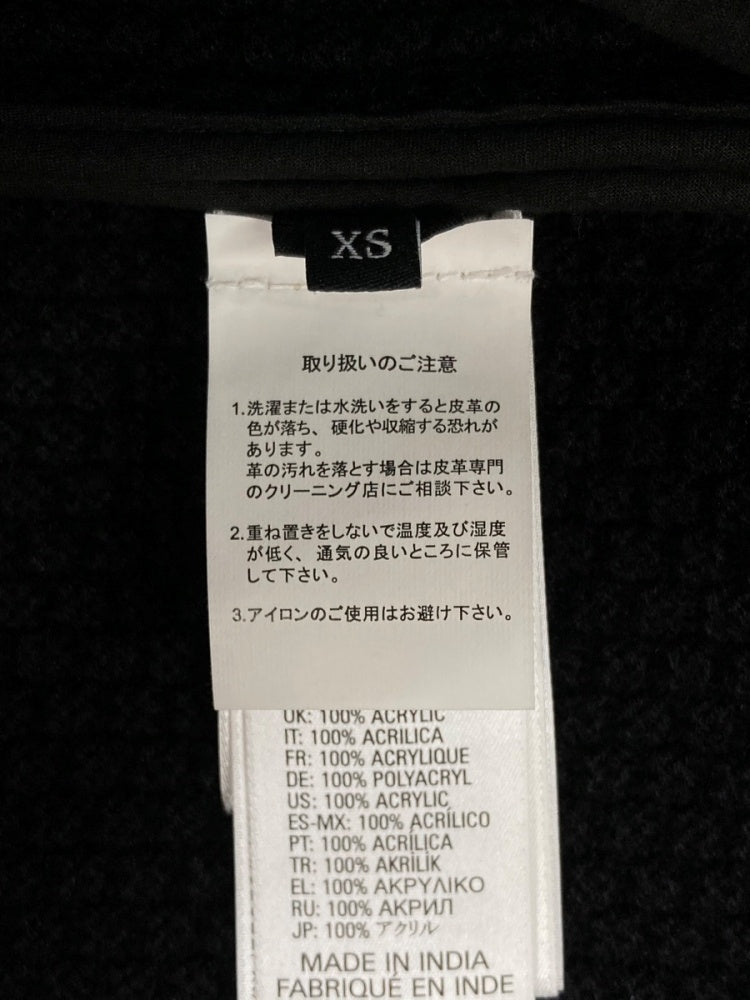 XS
取り扱いのご注意
1.洗濯または水洗いをすると皮革の
色が落ち、硬化や収縮する恐れが
あります。
革の汚れを落とす場合は皮革専門
のクリーニング店にご相談下さい。
2.重ね置きをしないで温度及び湿度
が低く、通気の良いところに保管
して下さい。
3.アイロンのご使用はお避け下さい。
UK: 100% ACRYLIC
IT: 100% ACRILICA
FR: 100% ACRYLIQUE
DE: 100% POLYACRYL
US: 100% ACRYLIC
ES-MX: 100% ACRÍLICO
PT: 100% ACRÍLICA
TR: 100% AKRİLİK
EL: 100% ΑΚΡΥΛΙΚΟ
RU: 100% АКРИЛ
JP: 100% アクリル
MADE IN INDIA
FABRIQUÉ EN INDE